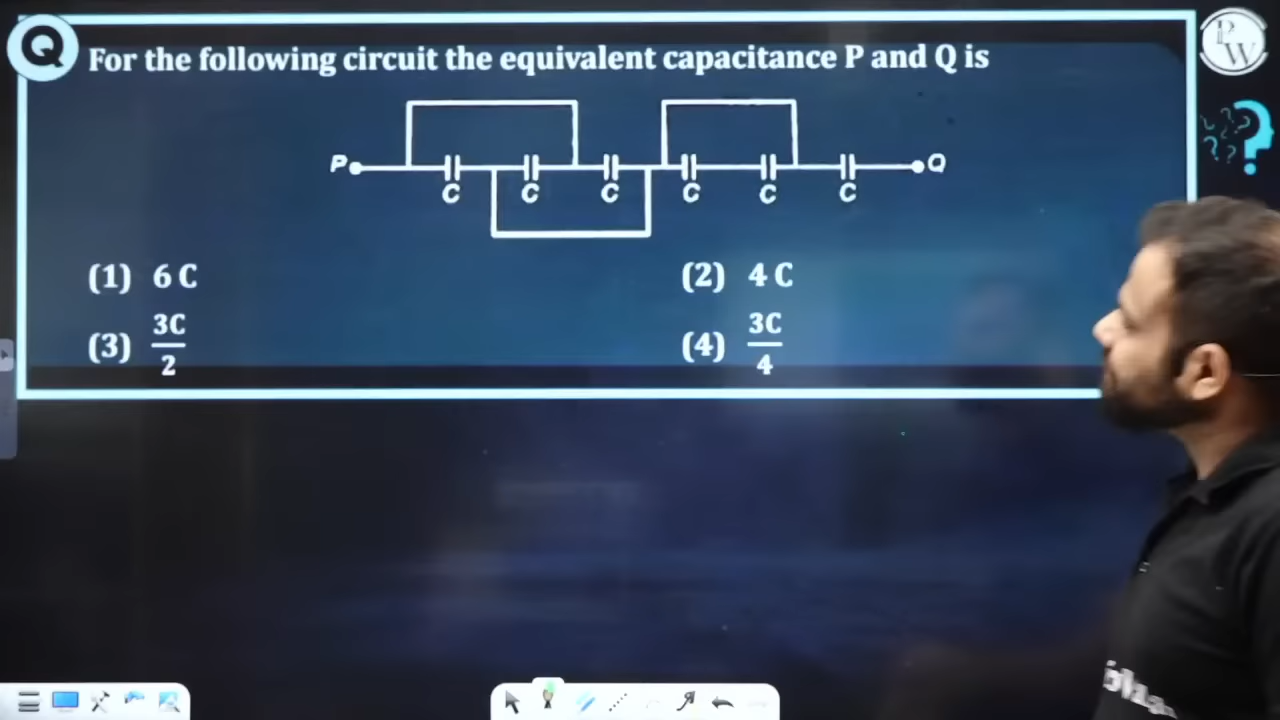 Q
For the following circuit the equivalent capacitance P and Q is
PW
P Q
C C C C C C
(1) 6 C
(2) 4 C
(3) 3C/2
(4) 3C/4